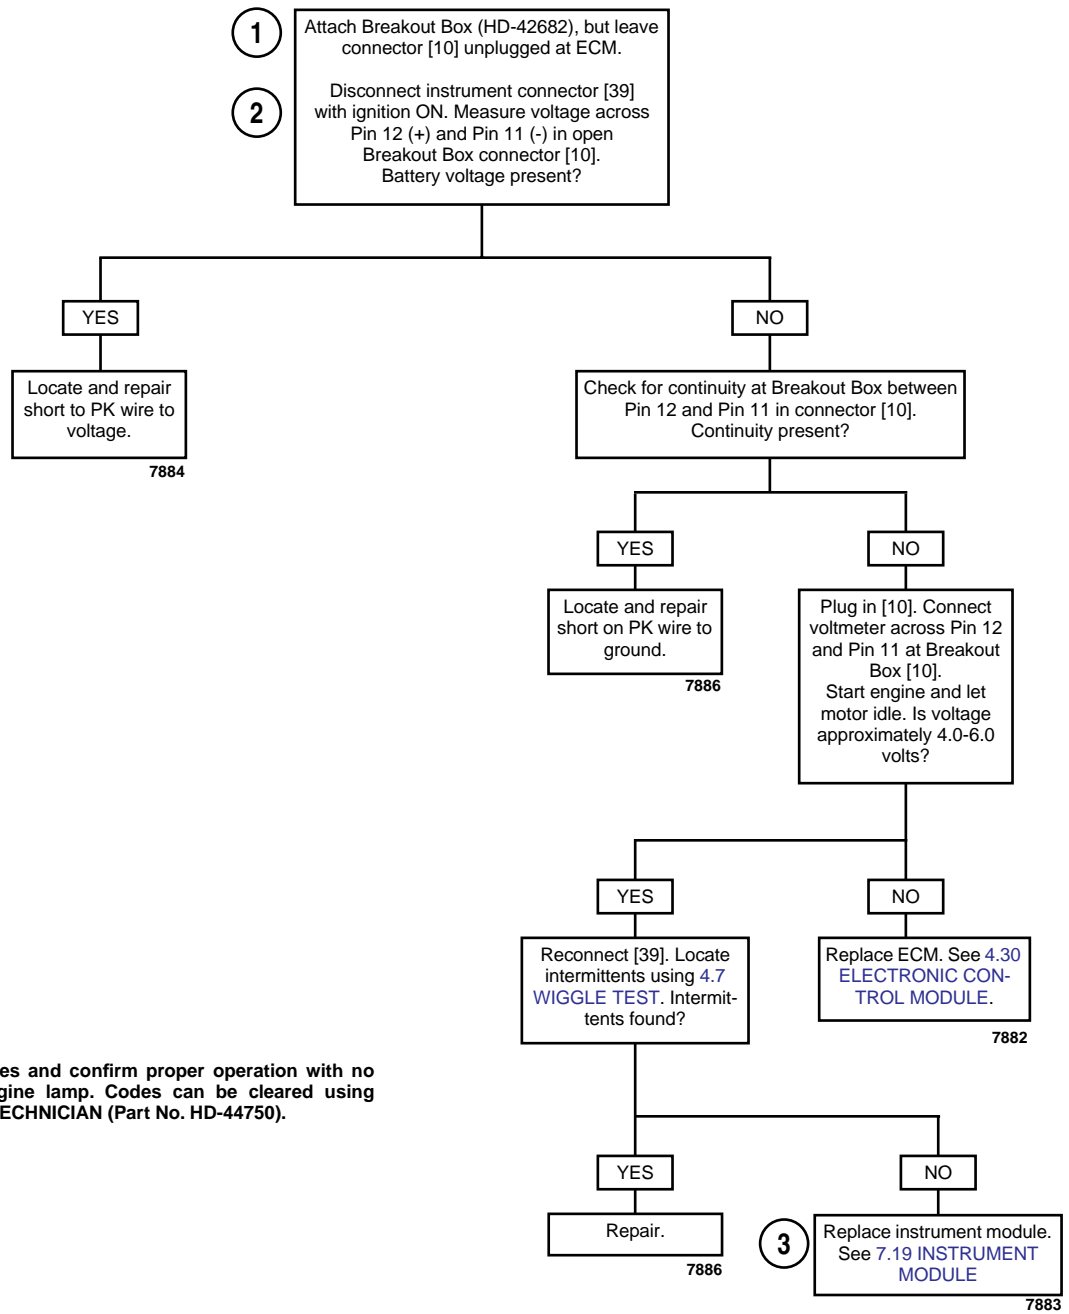 1
Attach Breakout Box (HD-42682), but leave
connector [10] unplugged at ECM.
2
Disconnect instrument connector [39]
with ignition ON. Measure voltage across
Pin 12 (+) and Pin 11 (-) in open
Breakout Box connector [10].
Battery voltage present?
YES
NO
Locate and repair
short to PK wire to
voltage.
7884
Check for continuity at Breakout Box between
Pin 12 and Pin 11 in connector [10].
Continuity present?
YES
NO
Locate and repair
short on PK wire to
ground.
7886
Plug in [10]. Connect
voltmeter across Pin 12
and Pin 11 at Breakout
Box [10].
Start engine and let
motor idle. Is voltage
approximately 4.0-6.0
volts?
YES
NO
Reconnect [39]. Locate
intermittents using 4.7
WIGGLE TEST. Intermit-
tents found?
Replace ECM. See 4.30
ELECTRONIC CON-
TROL MODULE.
7882
es and confirm proper operation with no
gine lamp. Codes can be cleared using
ECHNICIAN (Part No. HD-44750).
YES
NO
Repair.
7886
3
Replace instrument module.
See 7.19 INSTRUMENT
MODULE
7883